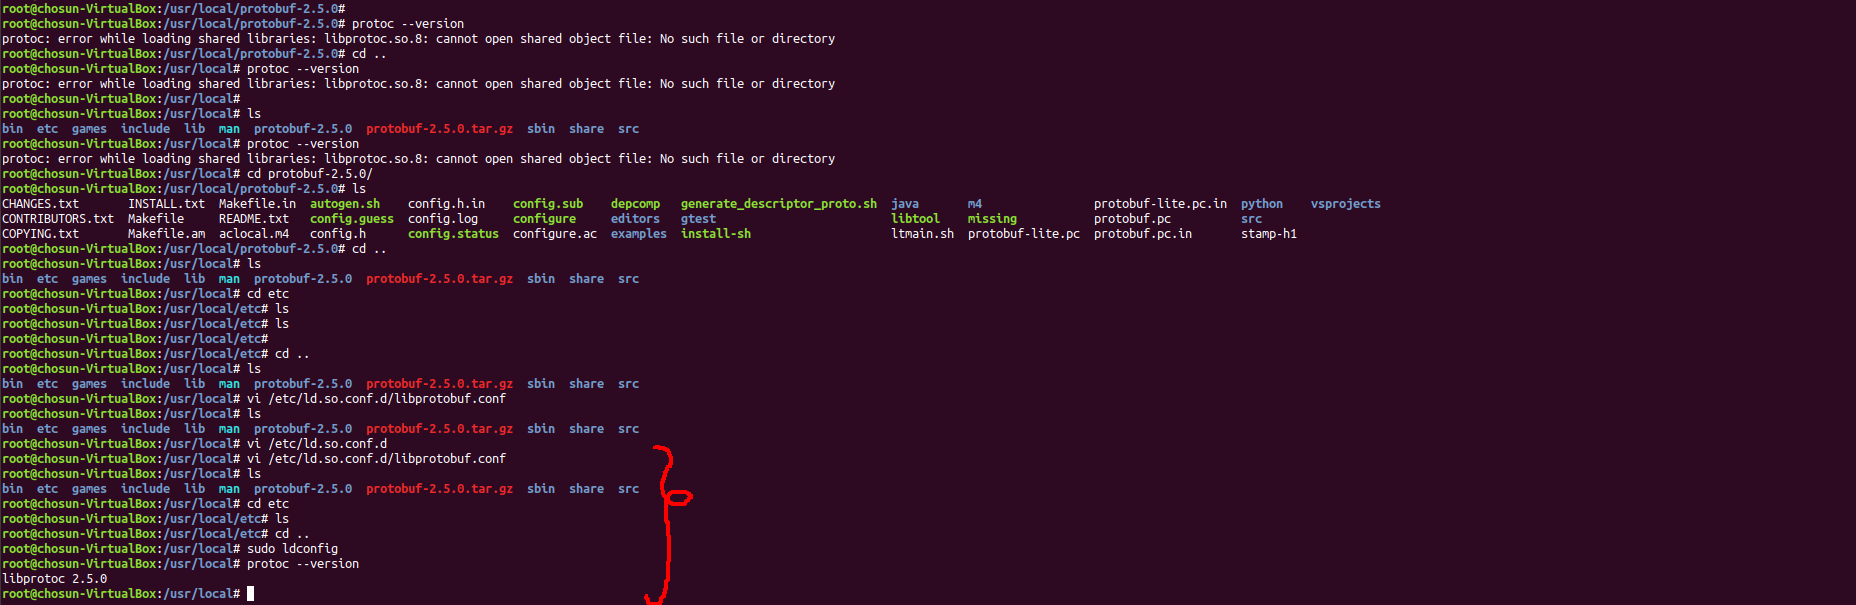 root@chosun-VirtualBox:/usr/local/protobuf-2.5.0#
root@chosun-VirtualBox:/usr/local/protobuf-2.5.0# protoc --version
protoc: error while loading shared libraries: libprotoc.so.8: cannot open shared object file: No such file or directory
root@chosun-VirtualBox:/usr/local/protobuf-2.5.0# cd ..
root@chosun-VirtualBox:/usr/local# protoc --version
protoc: error while loading shared libraries: libprotoc.so.8: cannot open shared object file: No such file or directory
root@chosun-VirtualBox:/usr/local#
root@chosun-VirtualBox:/usr/local# ls
bin etc games include lib man protobuf-2.5.0 protobuf-2.5.0.tar.gz sbin share src
root@chosun-VirtualBox:/usr/local# protoc --version
protoc: error while loading shared libraries: libprotoc.so.8: cannot open shared object file: No such file or directory
root@chosun-VirtualBox:/usr/local# cd protobuf-2.5.0/
root@chosun-VirtualBox:/usr/local/protobuf-2.5.0# ls
CHANGES.txt INSTALL.txt Makefile.in autogen.sh config.h.in config.sub depcomp generate_descriptor_proto.sh java m4 protobuf-lite.pc.in python vsprojects
CONTRIBUTORS.txt Makefile README.txt config.guess config.log configure editors gtest libtool missing protobuf.pc src
COPYING.txt Makefile.am aclocal.m4 config.h config.status configure.ac examples install-sh ltmain.sh protobuf-lite.pc protobuf.pc.in stamp-h1
root@chosun-VirtualBox:/usr/local/protobuf-2.5.0# cd ..
root@chosun-VirtualBox:/usr/local# ls
bin etc games include lib man protobuf-2.5.0 protobuf-2.5.0.tar.gz sbin share src
root@chosun-VirtualBox:/usr/local# cd etc
root@chosun-VirtualBox:/usr/local/etc# ls
root@chosun-VirtualBox:/usr/local/etc# ls
root@chosun-VirtualBox:/usr/local/etc#
root@chosun-VirtualBox:/usr/local/etc# cd ..
root@chosun-VirtualBox:/usr/local# ls
bin etc games include lib man protobuf-2.5.0 protobuf-2.5.0.tar.gz sbin share src
root@chosun-VirtualBox:/usr/local# vi /etc/ld.so.conf.d/libprotobuf.conf
root@chosun-VirtualBox:/usr/local# ls
bin etc games include lib man protobuf-2.5.0 protobuf-2.5.0.tar.gz sbin share src
root@chosun-VirtualBox:/usr/local# vi /etc/ld.so.conf.d
root@chosun-VirtualBox:/usr/local# vi /etc/ld.so.conf.d/libprotobuf.conf
root@chosun-VirtualBox:/usr/local# ls
bin etc games include lib man protobuf-2.5.0 protobuf-2.5.0.tar.gz sbin share src
root@chosun-VirtualBox:/usr/local# cd etc
root@chosun-VirtualBox:/usr/local/etc# ls
root@chosun-VirtualBox:/usr/local/etc# cd ..
root@chosun-VirtualBox:/usr/local# sudo ldconfig
root@chosun-VirtualBox:/usr/local# protoc --version
libprotoc 2.5.0
root@chosun-VirtualBox:/usr/local#